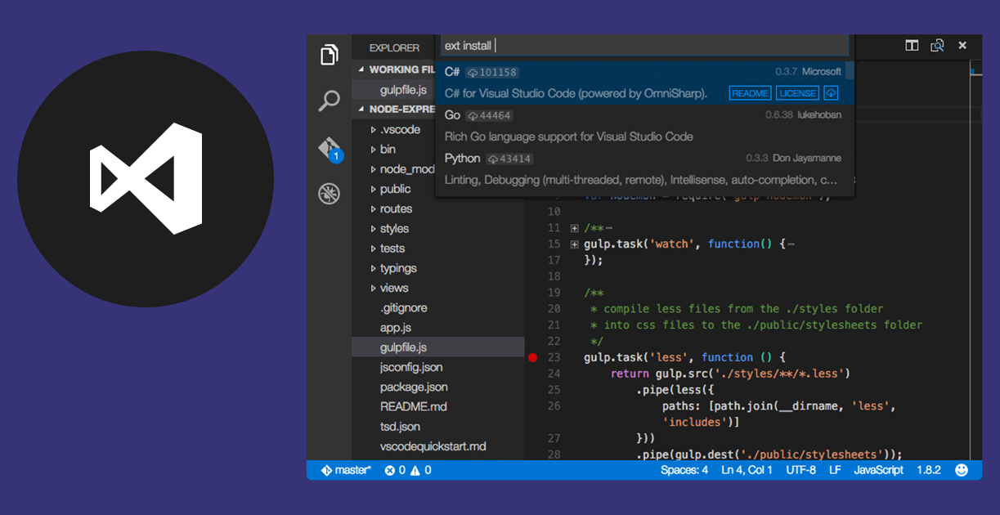 EXPLORER
WORKING FIL
gulpfile.js
NODE-EXPRE
.vscode
bin
node_mod
public
routes
styles
tests
typings
views
.gitignore
app.js
gulpfile.js
jsconfig.json
package.json
README.md
tsd.json
vscodequickstart.md
1
ext install
C# 101158 0.3.7 Microsoft
C# for Visual Studio Code (powered by OmniSharp). README LICENSE
Go 44464 0.6.38 lukehoban
Rich Go language support for Visual Studio Code
Python 43414 0.3.3 Don Jayamanne
Linting, Debugging (multi-threaded, remote), Intellisense, auto-completion, c...
10
11 /**⋯
15 gulp.task('watch', function() {⋯
17 });
18
19 /**
20 * compile less files from the ./styles folder
21 * into css files to the ./public/stylesheets folder
22 */
23 gulp.task('less', function () {
24 return gulp.src('./styles/**/*.less')
25 .pipe(less({
26 paths: [path.join(__dirname, 'less',
'includes')]
27 }))
28 .pipe(gulp.dest('./public/stylesheets'));
master* 0 0 Spaces: 4 Ln 4, Col 1 UTF-8 LF JavaScript 1.8.2